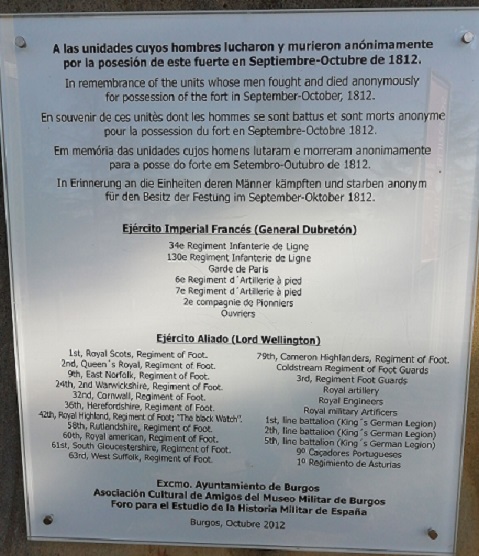 A las unidades cuyos hombres lucharon y murieron anónimamente
por la posesión de este fuerte en Septiembre-Octubre de 1812.
In remembrance of the units whose men fought and died anonymously
for possession of the fort in September-October, 1812.
En souvenir de ces unités dont les hommes se sont battus et sont morts anonyme
pour la possession du fort en Septembre-Octobre 1812.
Em memória das unidades cujos homens lutaram e morreram anonimamente
para a posse do forte em Setembro-Outubro de 1812.
In Erinnerung an die Einheiten deren Männer kämpften und starben anonym
für den Besitz der Festung im September-Oktober 1812.
Ejército Imperial Francés (General Dubretón)
34e Regiment Infanterie de Ligne
130e Regiment Infanterie de Ligne
Garde de Paris
6e Regiment d´Artillerie à pied
7e Regiment d´Artillerie à pied
2e compagnie de Pionniers
Ouvriers
Ejército Aliado (Lord Wellington)
1st, Royal Scots, Regiment of Foot.
2nd, Queen´s Royal, Regiment of Foot.
9th, East Norfolk, Regiment of Foot.
24th, 2nd Warwickshire, Regiment of Foot.
32nd, Cornwall, Regiment of Foot.
36th, Herefordshire, Regiment of Foot.
42th, Royal Highland, Regiment of Foot; "The black Watch".
58th, Rutlandshire, Regiment of Foot.
60th, Royal american, Regiment of Foot.
61st, South Gloucestershire, Regiment of Foot.
63rd, West Suffolk, Regiment of Foot.
79th, Cameron Highlanders, Regiment of Foot.
Coldstream Regiment of Foot Guards
3rd, Regiment Foot Guards
Royal artillery
Royal Engineers
Royal military Artificers
1st, line battalion (King´s German Legion)
2th, line battalion (King´s German Legion)
5th, line battalion (King´s German Legion)
9º Caçadores Portugueses
1º Regimiento de Asturias
Excmo. Ayuntamiento de Burgos
Asociación Cultural de Amigos del Museo Militar de Burgos
Foro para el Estudio de la Historia Militar de España
Burgos, Octubre 2012